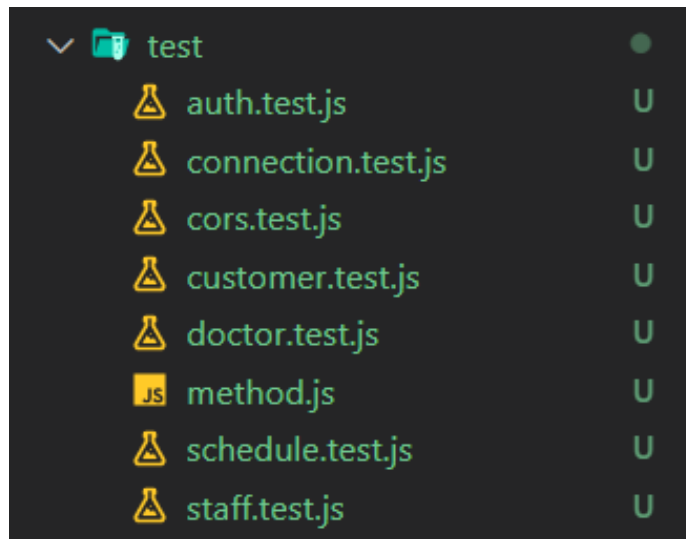 test
auth.test.js U
connection.test.js U
cors.test.js U
customer.test.js U
doctor.test.js U
JS method.js U
schedule.test.js U
staff.test.js U